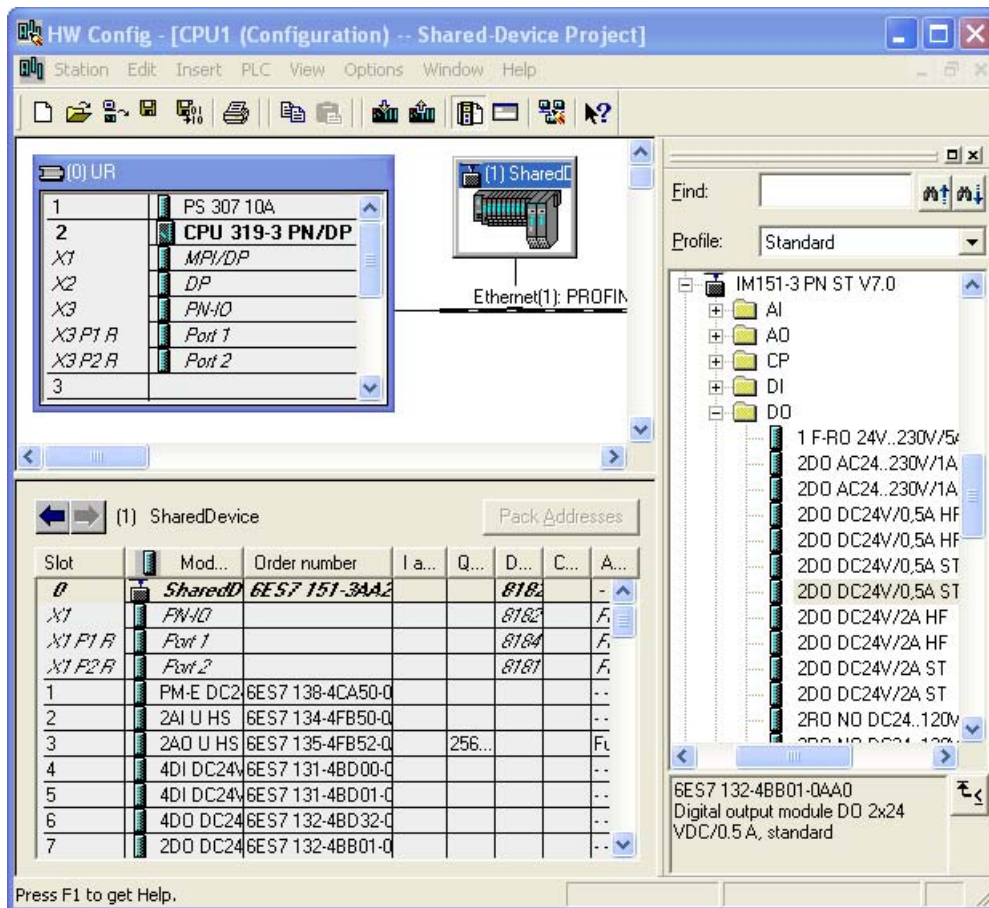 HW Config - [CPU1 (Configuration) -- Shared-Device Project]
Station Edit Insert PLC View Options Window Help
(0) UR
1 PS 307 10A
2 CPU 319-3 PN/DP
X1 MPI/DP
X2 DP
X3 PN-IO
X3 P1 R Port 1
X3 P2 R Port 2
3
(1) SharedD
Ethernet(1): PROFIN
(1) SharedDevice
Pack Addresses
Slot Mod... Order number I a... Q... D... C... A...
0 SharedD 6ES7 151-3AA2 8182 -
X1 PN-IO 8182 F
X1 P1 R Port 1 8184 F
X1 P2 R Port 2 8181 F
1 PM-E DC2 6ES7 138-4CA50-0 --
2 2AI U HS 6ES7 134-4FB50-0 --
3 2AO U HS 6ES7 135-4FB52-0 256... Fu
4 4DI DC24V 6ES7 131-4BD00-0 --
5 4DI DC24V 6ES7 131-4BD01-0 --
6 4DO DC24 6ES7 132-4BD32-0 --
7 2DO DC24 6ES7 132-4BB01-0 --
Find:
Profile: Standard
IM151-3 PN ST V7.0
AI
AO
CP
DI
DO
1 F-RO 24V..230V/5A
2DO AC24..230V/1A
2DO AC24..230V/1A
2DO DC24V/0,5A HF
2DO DC24V/0,5A HF
2DO DC24V/0,5A ST
2DO DC24V/0,5A ST
2DO DC24V/2A HF
2DO DC24V/2A HF
2DO DC24V/2A ST
2DO DC24V/2A ST
2RO NO DC24..120V
6ES7 132-4BB01-0AA0
Digital output module DO 2x24
VDC/0.5 A, standard
Press F1 to get Help.